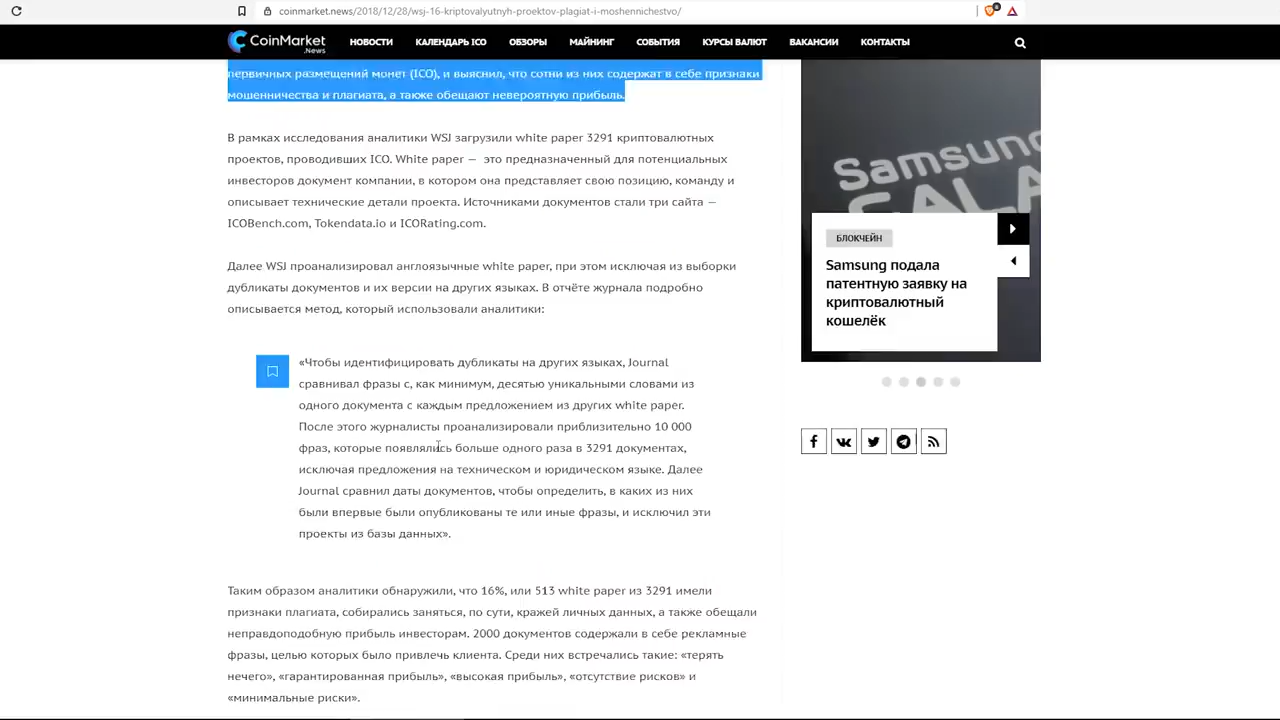 coinmarket.news/2018/12/28/wsj-16-kriptovalyutnyh-proektov-plagiat-i-moshennichestvo/
CoinMarket
.News
НОВОСТИ
КАЛЕНДАРЬ ICO
ОБЗОРЫ
МАЙНИНГ
СОБЫТИЯ
КУРСЫ ВАЛЮТ
ВАКАНСИИ
КОНТАКТЫ
первичных размещений монет (ICO), и выяснил, что сотни из них содержат в себе признаки
мошенничества и плагиата, а также обещают невероятную прибыль.
В рамках исследования аналитики WSJ загрузили white paper 3291 криптовалютных
проектов, проводивших ICO. White paper — это предназначенный для потенциальных
инвесторов документ компании, в котором она представляет свою позицию, команду и
описывает технические детали проекта. Источниками документов стали три сайта —
ICOBench.com, Tokendata.io и ICORating.com.
Далее WSJ проанализировал англоязычные white paper, при этом исключая из выборки
дубликаты документов и их версии на других языках. В отчёте журнала подробно
описывается метод, который использовали аналитики:
«Чтобы идентифицировать дубликаты на других языках, Journal
сравнивал фразы с, как минимум, десятью уникальными словами из
одного документа с каждым предложением из других white paper.
После этого журналисты проанализировали приблизительно 10 000
фраз, которые появлялись больше одного раза в 3291 документах,
исключая предложения на техническом и юридическом языке. Далее
Journal сравнил даты документов, чтобы определить, в каких из них
были впервые были опубликованы те или иные фразы, и исключил эти
проекты из базы данных».
Таким образом аналитики обнаружили, что 16%, или 513 white paper из 3291 имели
признаки плагиата, собирались заняться, по сути, кражей личных данных, а также обещали
неправдоподобную прибыль инвесторам. 2000 документов содержали в себе рекламные
фразы, целью которых было привлечь клиента. Среди них встречались такие: «терять
нечего», «гарантированная прибыль», «высокая прибыль», «отсутствие рисков» и
«минимальные риски».
Samsung
GALA
БЛОКЧЕЙН
Samsung подала
патентную заявку на
криптовалютный
кошелёк